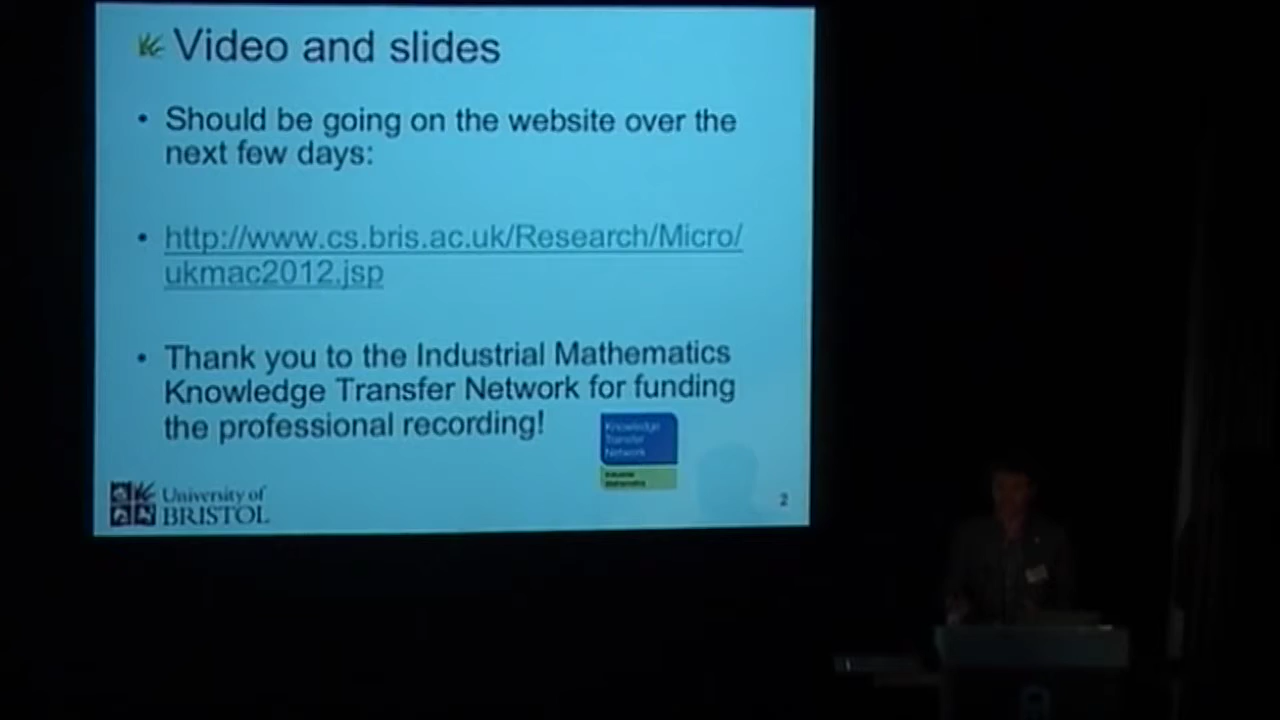 Video and slides
• Should be going on the website over the
next few days:
• http://www.cs.bris.ac.uk/Research/Micro/
ukmac2012.jsp
• Thank you to the Industrial Mathematics
Knowledge Transfer Network for funding
the professional recording!
Knowledge
Transfer
Network
Industrial
Mathematics
University of
BRISTOL
2